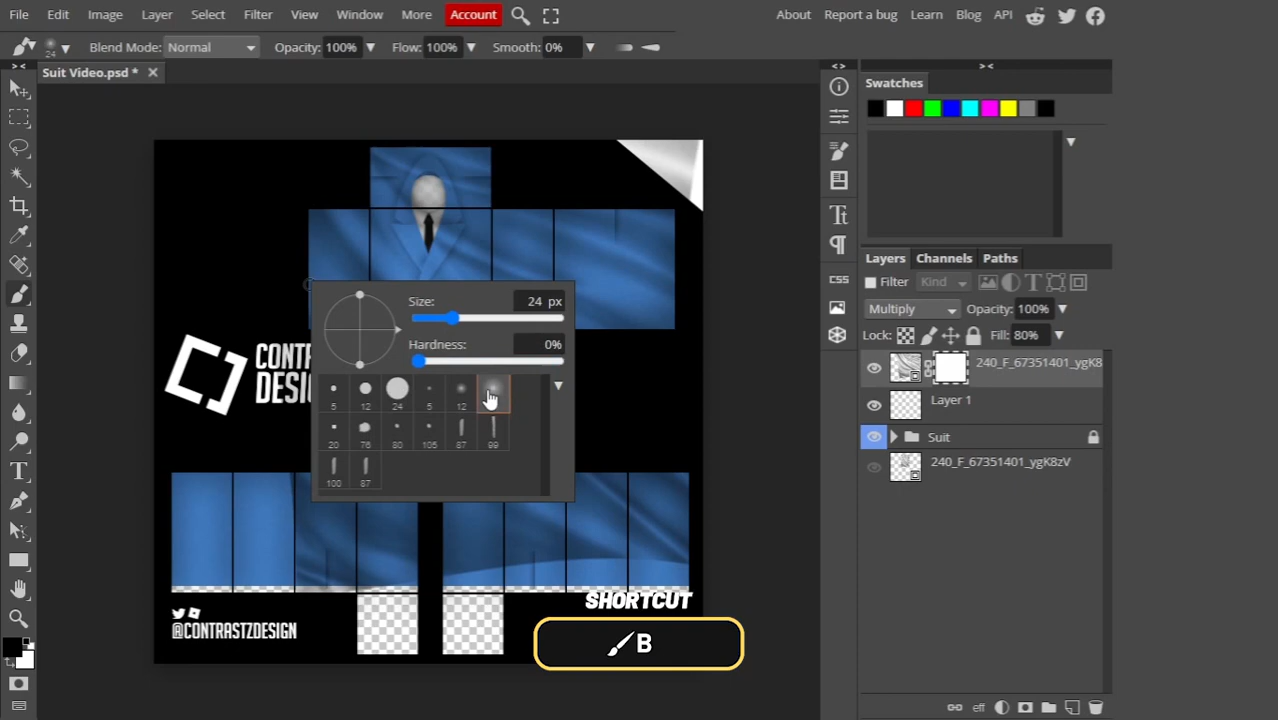 File Edit Image Layer Select Filter View Window More Account About Report a bug Learn Blog API
24 Blend Mode: Normal Opacity: 100% Flow: 100% Smooth: 0%
Suit Video.psd *
Swatches
Size: 24 px
Hardness: 0%
5 12 24 5 12
20 76 80 105 87 99
100 87
CONTRA
DESIGN
@CONTRASTZDESIGN
SHORTCUT
B
CSS
Layers Channels Paths
Filter Kind
Multiply Opacity: 100%
Lock: Fill: 80%
240_F_67351401_ygK8
Layer 1
Suit
240_F_67351401_ygK8zV
eff